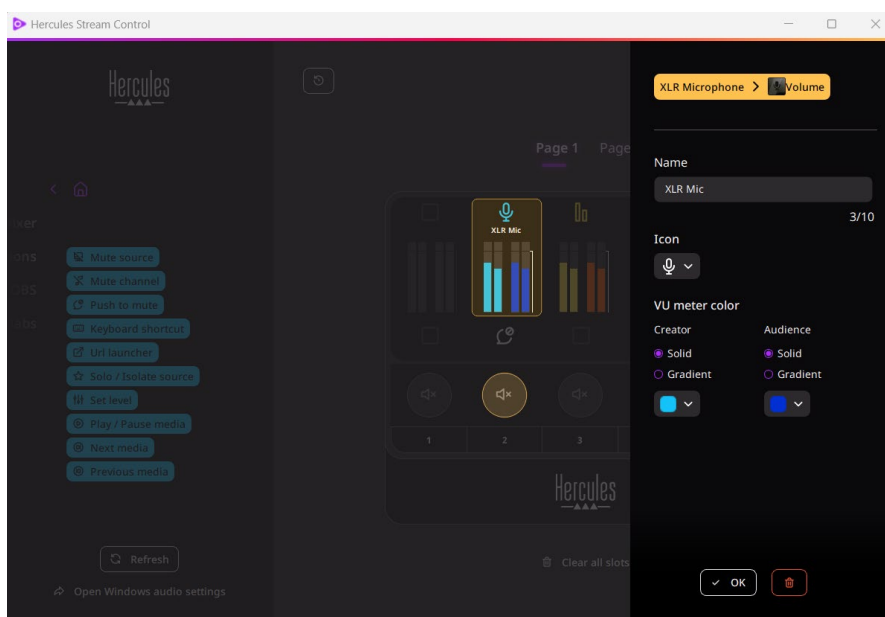 Hercules Stream Control
Hercules
XLR Microphone > Volume
Page 1 Page
Name
XLR Mic
3/10
xer
ons
Mute source
Mute channel
Push to mute
Keyboard shortcut
Url launcher
Solo / Isolate source
Set level
Play / Pause media
Next media
Previous media
XLR Mic
Icon
VU meter color
Creator Audience
Solid Solid
Gradient Gradient
1 2 3
Hercules
Refresh
Clear all slots
Open Windows audio settings
OK